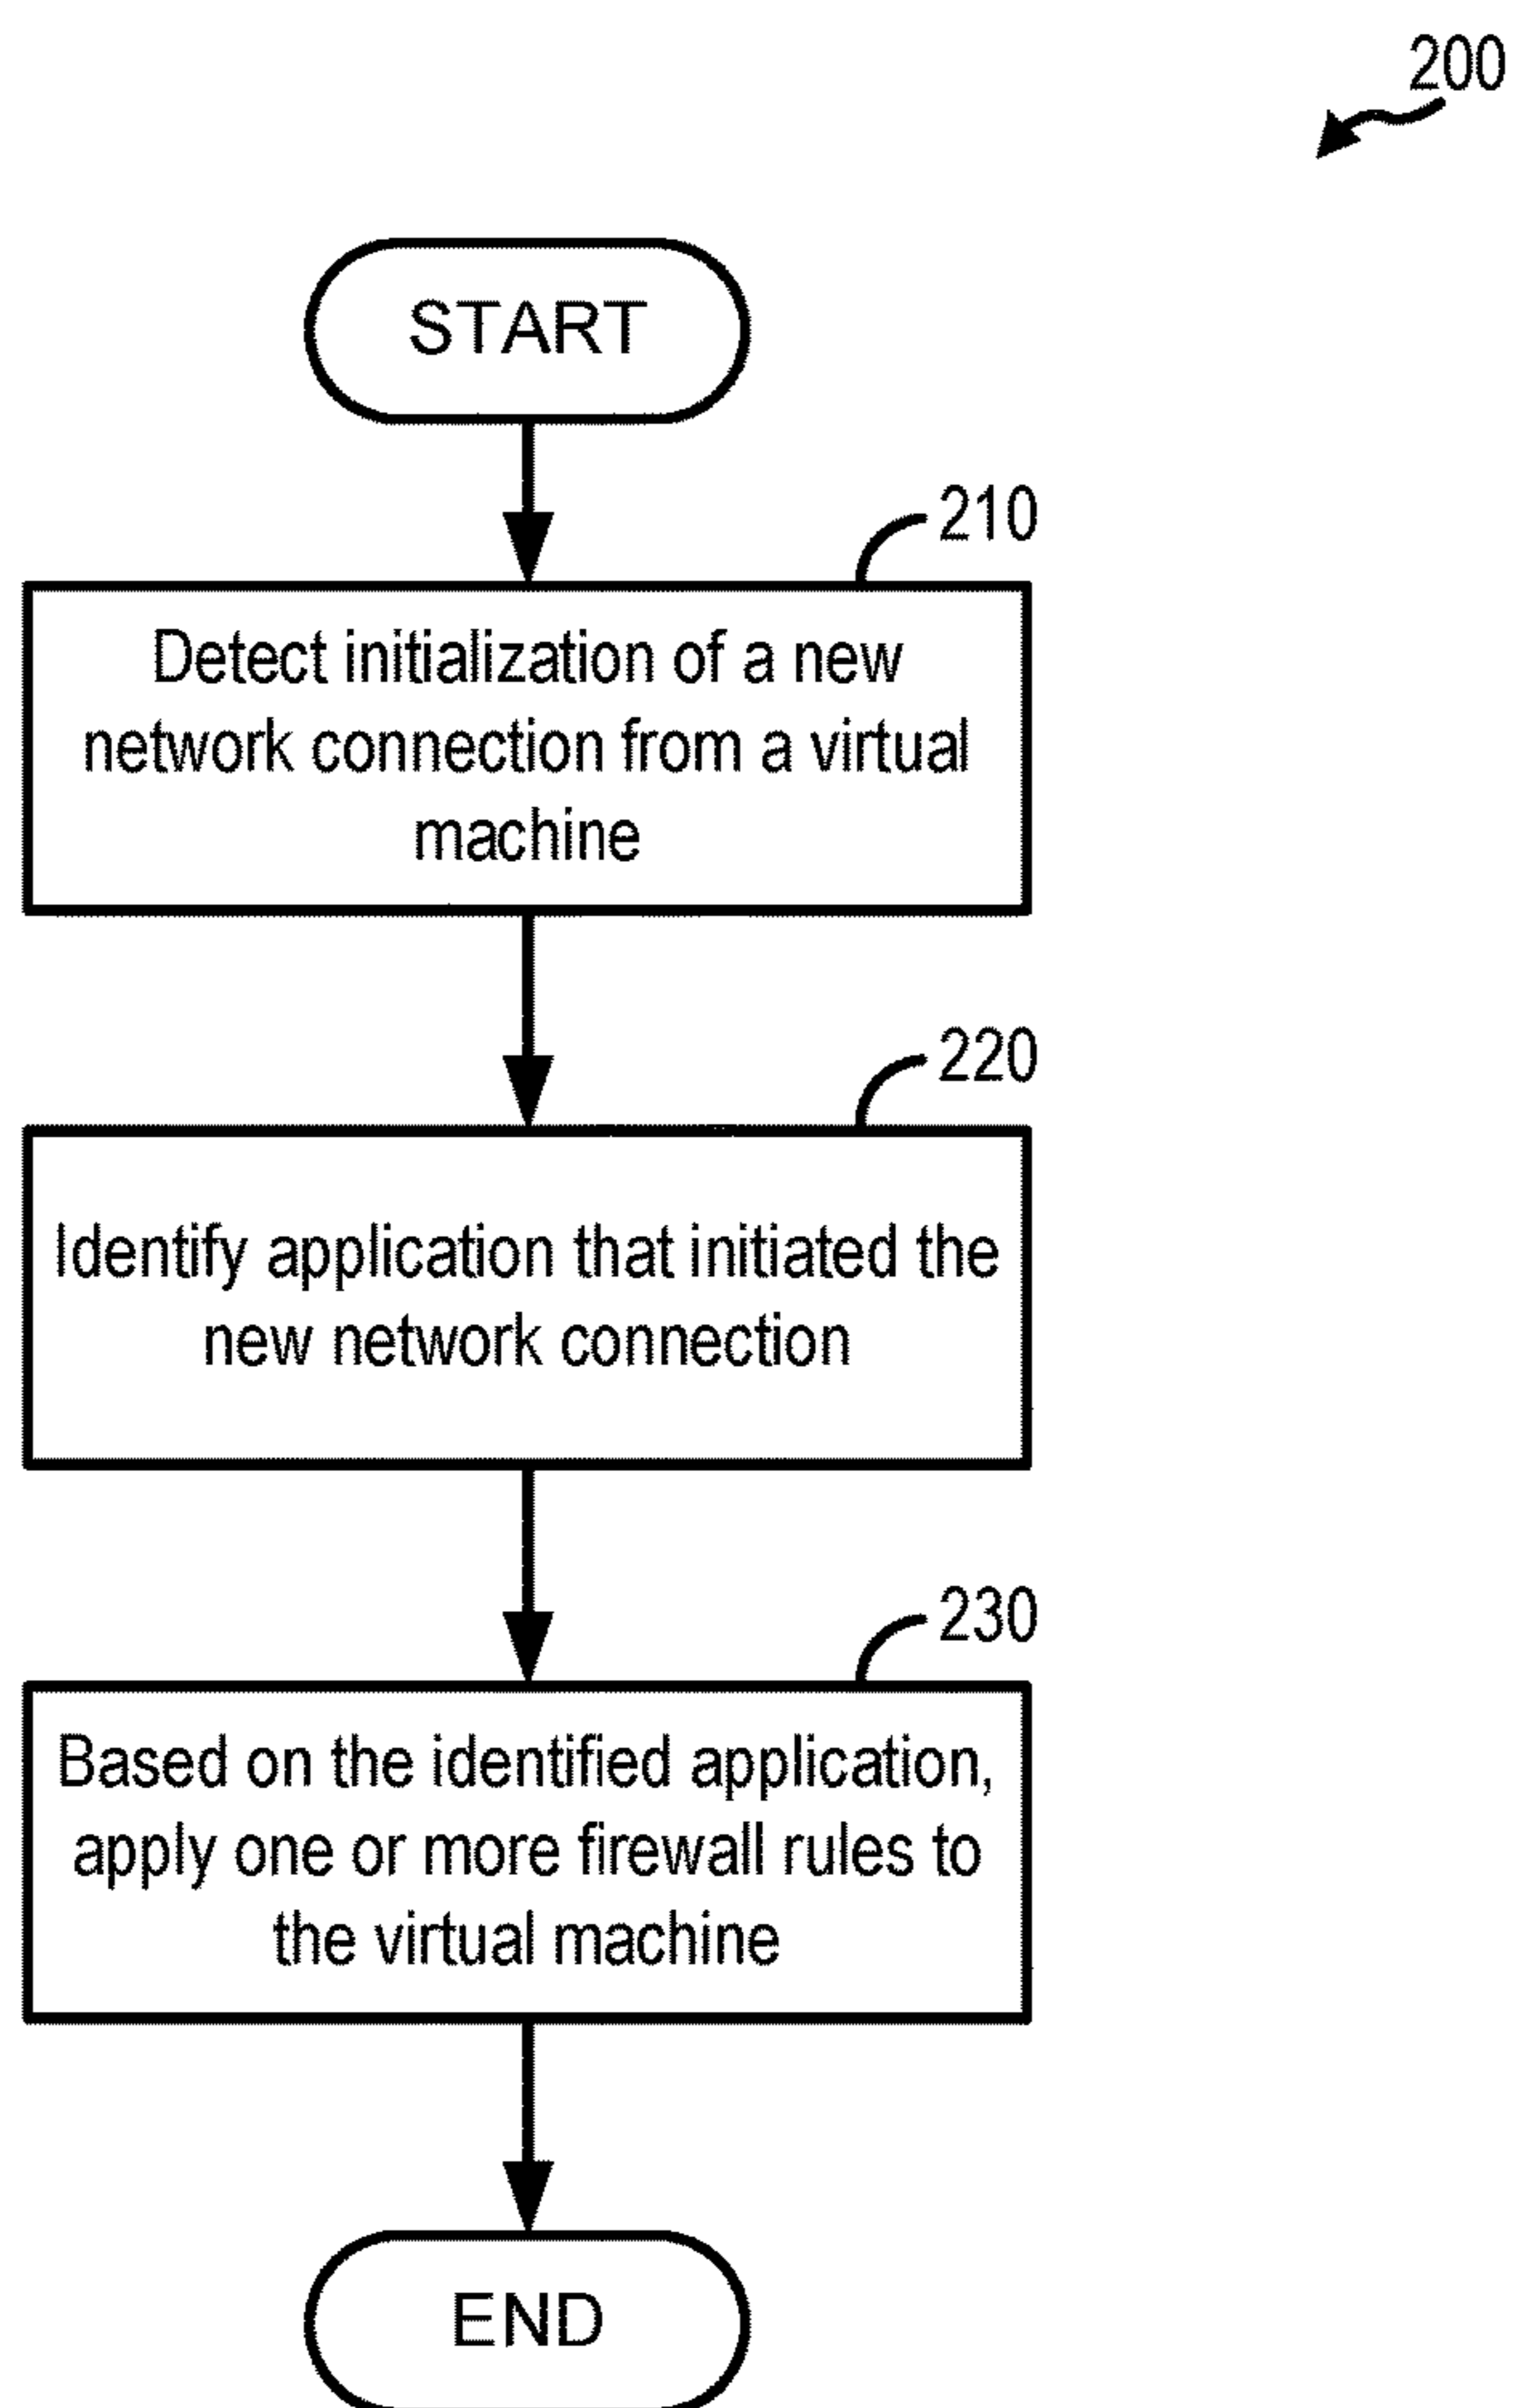 200
START
210
Detect initialization of a new
network connection from a virtual
machine
220
Identify application that initiated the
new network connection
230
Based on the identified application,
apply one or more firewall rules to
the virtual machine
END